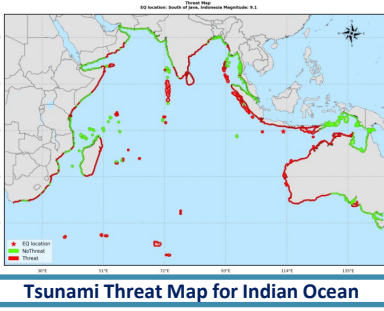 Threat Map
EQ location: South of Java, Indonesia Magnitude: 9.1
EQ location
NoThreat
Threat
30°E
51°E
72°E
93°E
114°E
135°E
Tsunami Threat Map for Indian Ocean